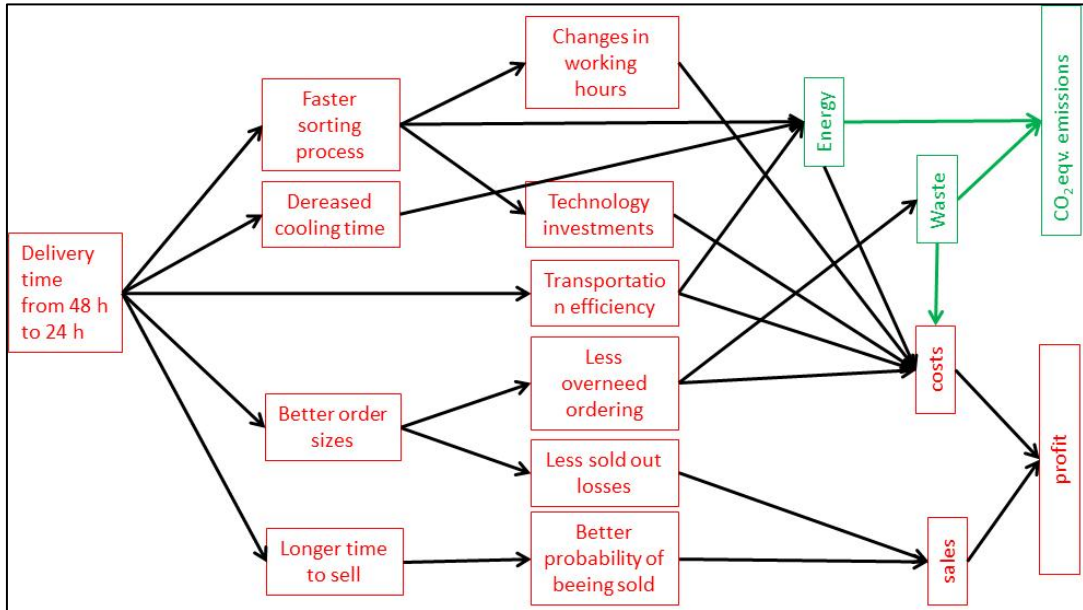 Delivery
time
from 48 h
to 24 h
Faster
sorting
process
Dereased
cooling time
Better order
sizes
Longer time
to sell
Changes in
working
hours
Technology
investments
Transportatio
n efficiency
Less
overneed
ordering
Less sold out
losses
Better
probability of
beeing sold
Energy
Waste
costs
sales
CO₂ eqv. emissions
profit